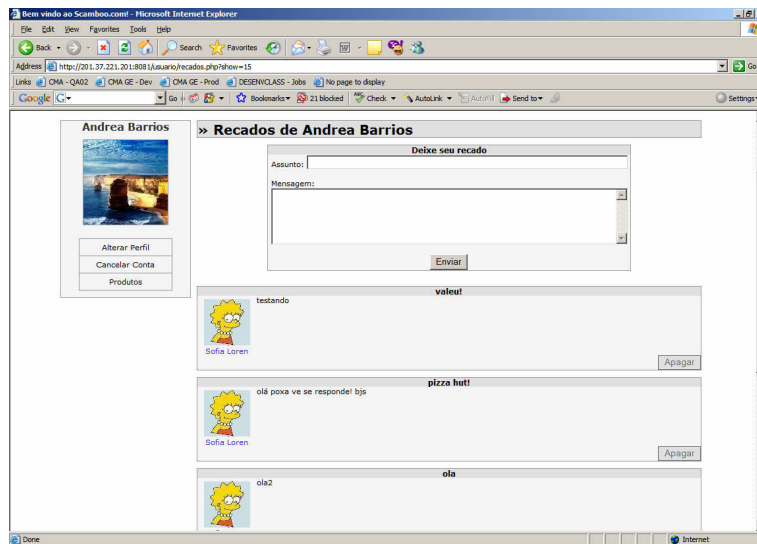 Bem vindo ao Scamboo.com! - Microsoft Internet Explorer
File Edit View Favorites Tools Help
Back Search Favorites
Address http://201.37.221.201:8081/usuario/recados.php?show=15 Go
Links CMA - QA02 CMA GE - Dev CMA GE - Prod DESENVCLASS - Jobs No page to display
Google G Go Bookmarks 21 blocked Check AutoLink AutoFill Send to Settings
Andrea Barrios
» Recados de Andrea Barrios
Deixe seu recado
Assunto:
Mensagem:
Alterar Perfil
Cancelar Conta
Produtos
Enviar
valeu!
testando
Sofia Loren
Apagar
pizza hut!
olá poxa ve se responde! bjs
Sofia Loren
Apagar
ola
ola2
Done Internet